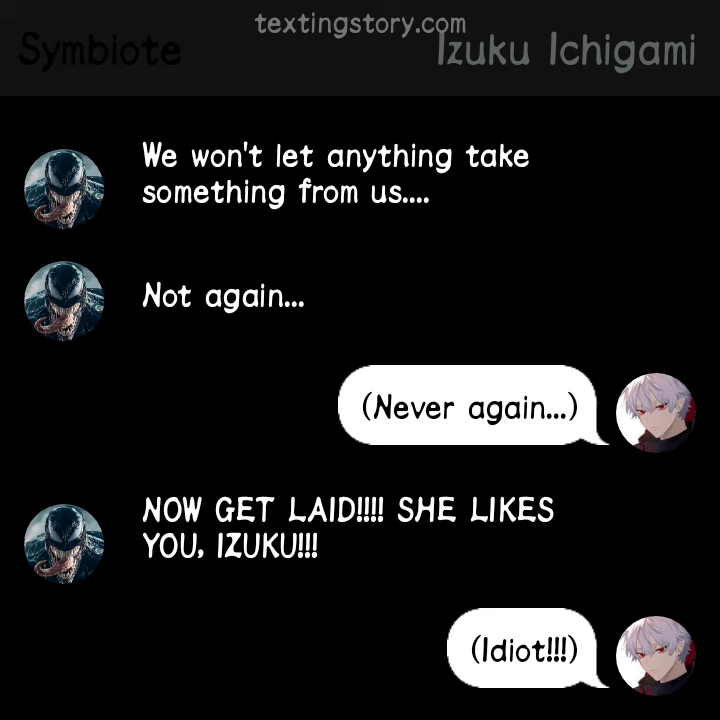 textingstory.com
Symbiote
Izuku Ichigami
We won't let anything take
something from us....
Not again...
(Never again...)
NOW GET LAID!!!! SHE LIKES
YOU, IZUKU!!!
(Idiot!!!)